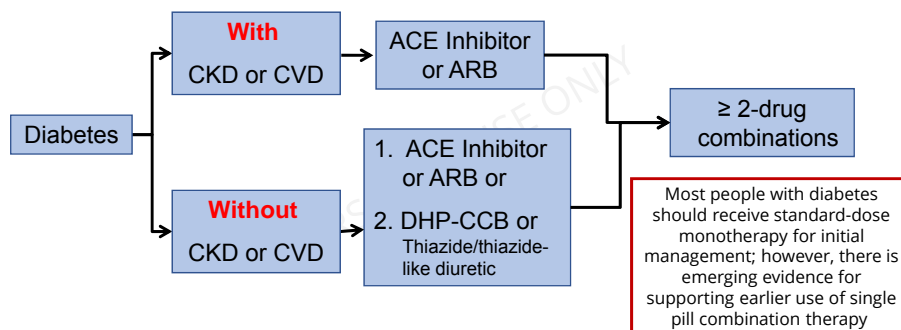 Diabetes
With
CKD or CVD
ACE Inhibitor
or ARB
Without
CKD or CVD
1. ACE Inhibitor
or ARB or
2. DHP-CCB or
Thiazide/thiazide-
like diuretic
≥ 2-drug
combinations
Most people with diabetes
should receive standard-dose
monotherapy for initial
management; however, there is
emerging evidence for
supporting earlier use of single
pill combination therapy
ONLY